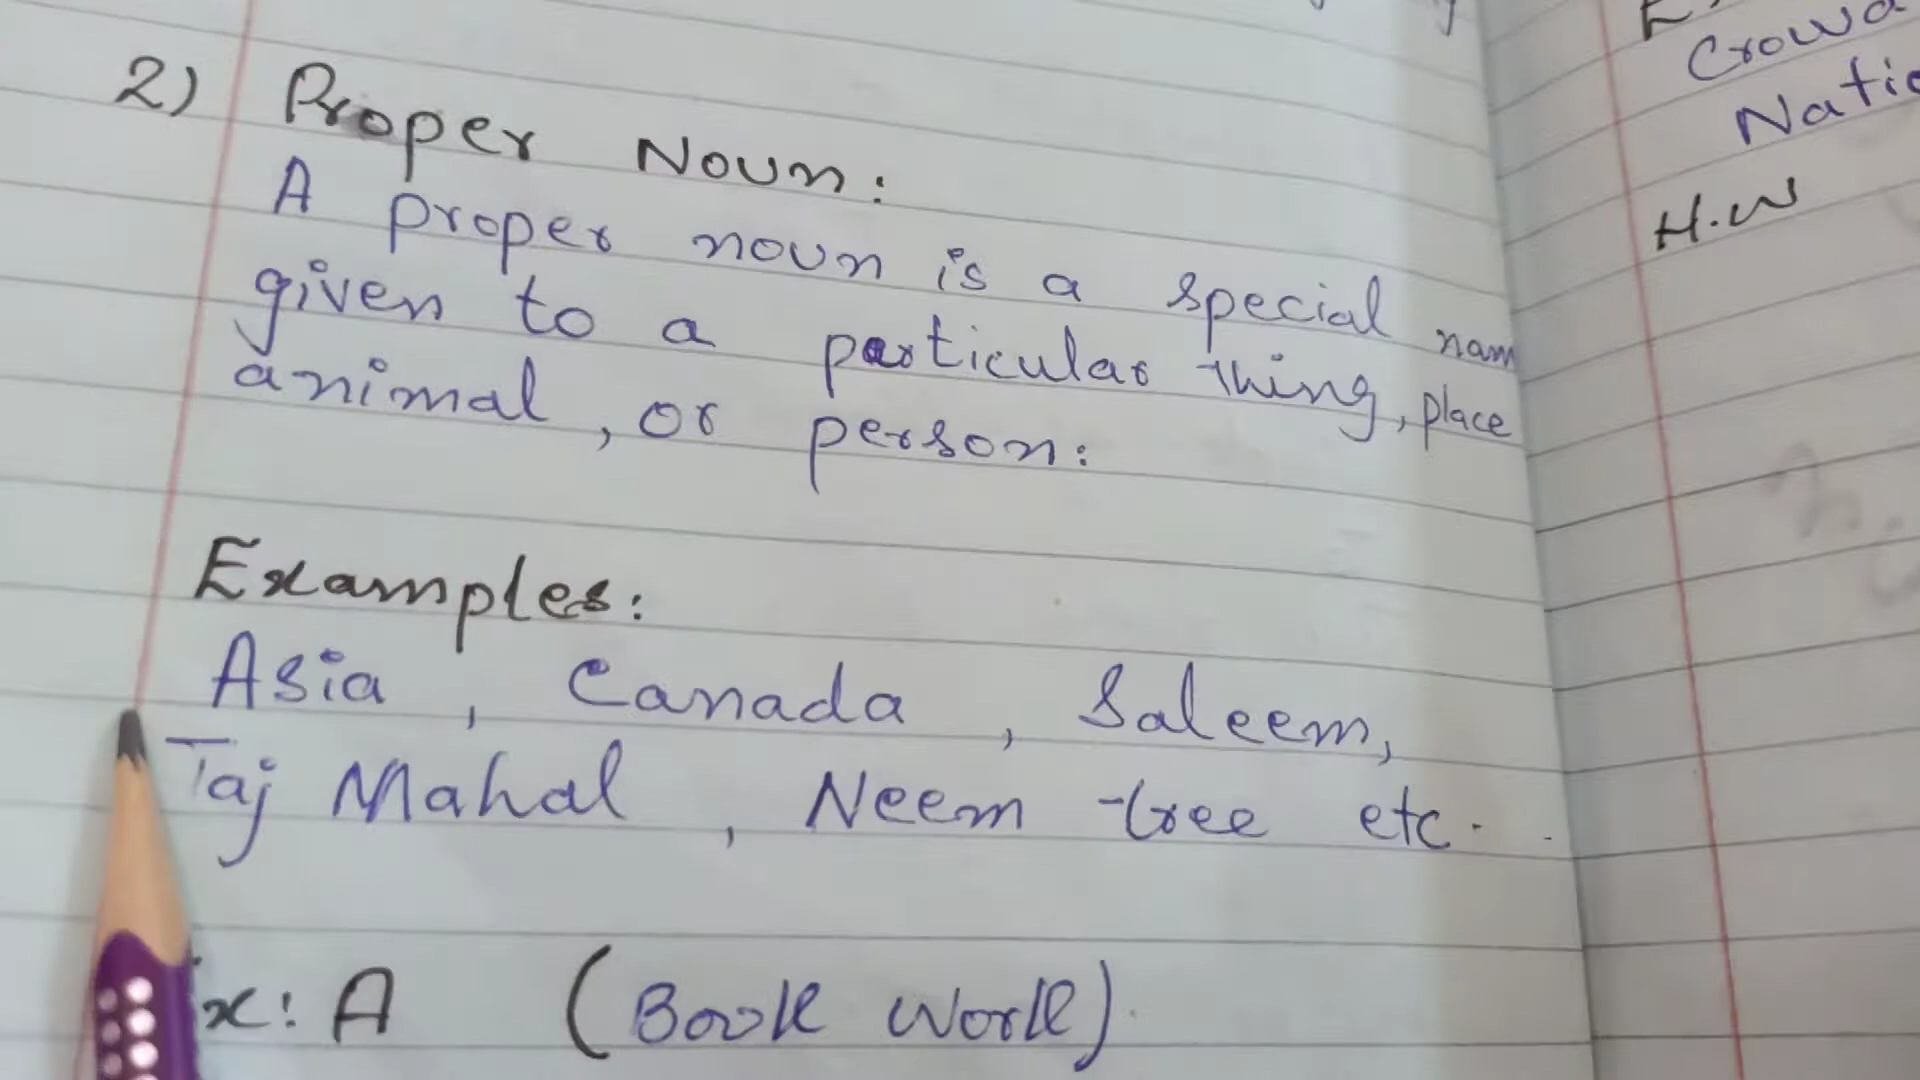 2) Proper Noun:
A proper noun is a special nam
given to a particular thing, place
animal, or person:
Examples:
Asia, Canada, Saleem,
Taj Mahal, Neem tree etc.
x: A (Book Work).
Crowd
Natio
H.W